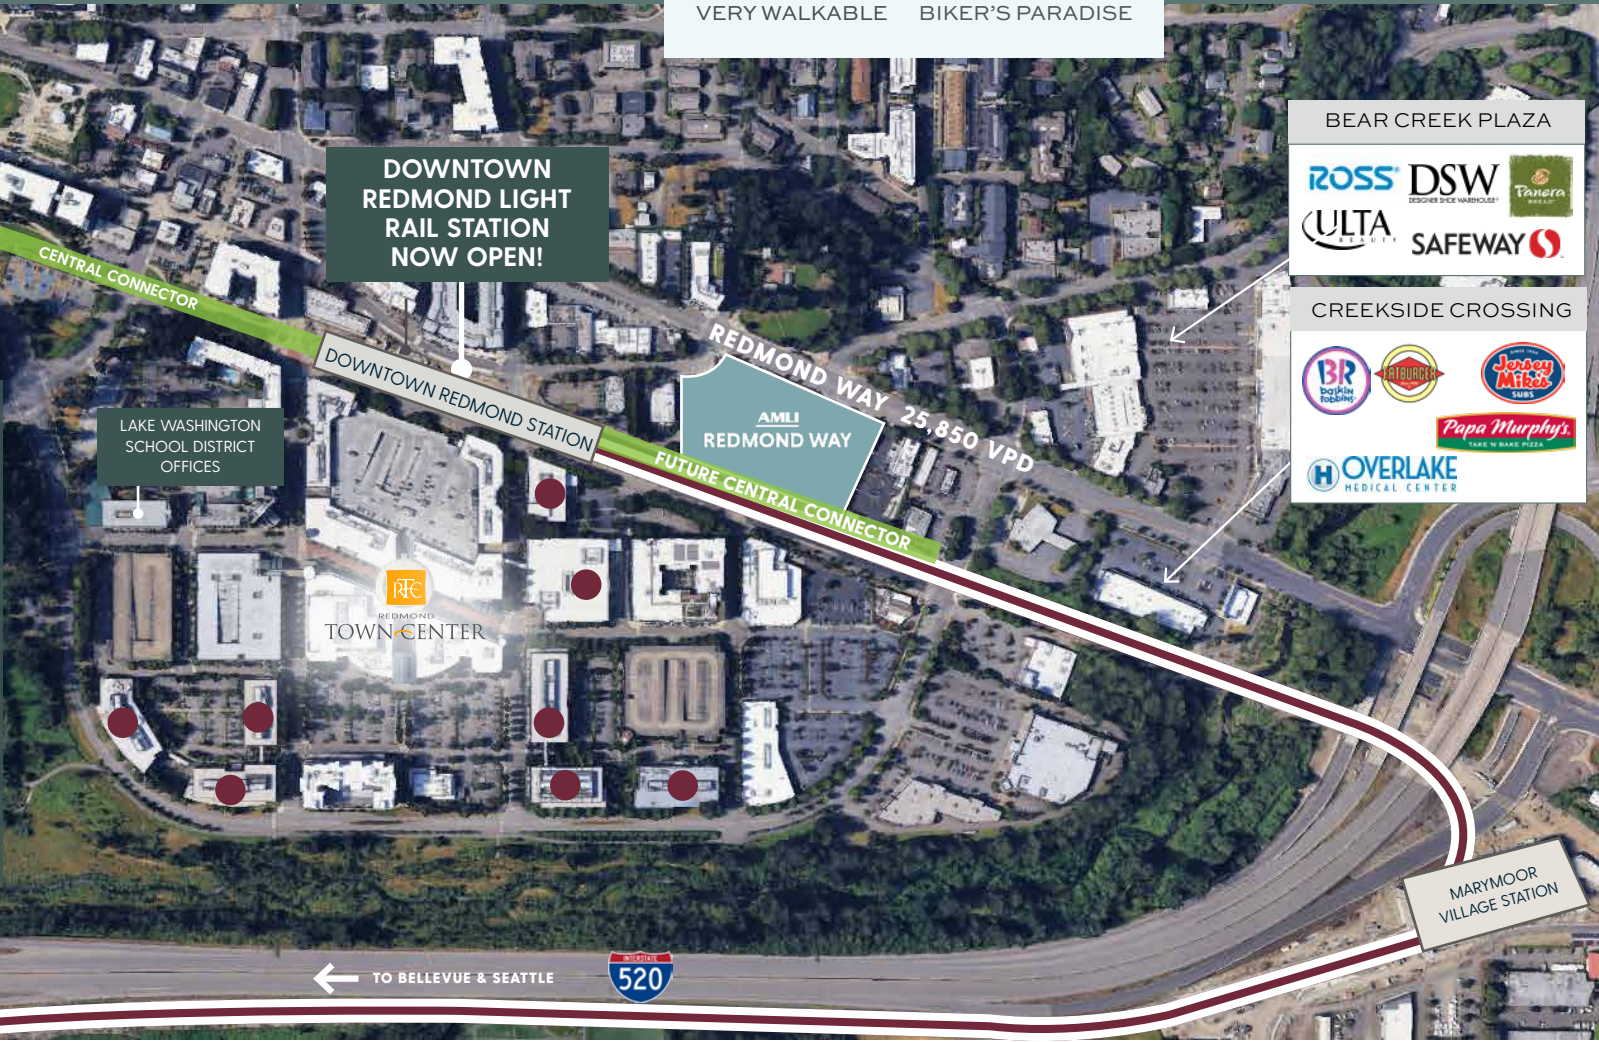 VERY WALKABLE
BIKER'S PARADISE
BEAR CREEK PLAZA
ROSS
DSW
DESIGNER SHOE WAREHOUSE
Panera
BREAD
ULTA
BEAUTY
SAFEWAY
DOWNTOWN
REDMOND LIGHT
RAIL STATION
NOW OPEN!
CENTRAL CONNECTOR
CREEKSIDE CROSSING
BR
baskin
robbins
FATBURGER
SINCE 1956
Jersey
Mike's
SUBS
Papa Murphy's
TAKE 'N' BAKE PIZZA
H OVERLAKE
MEDICAL CENTER
DOWNTOWN REDMOND STATION
REDMOND WAY 25,850 VPD
AMLI
REDMOND WAY
LAKE WASHINGTON
SCHOOL DISTRICT
OFFICES
FUTURE CENTRAL CONNECTOR
RTC
REDMOND
TOWN CENTER
MARYMOOR
VILLAGE STATION
TO BELLEVUE & SEATTLE
INTERSTATE
520